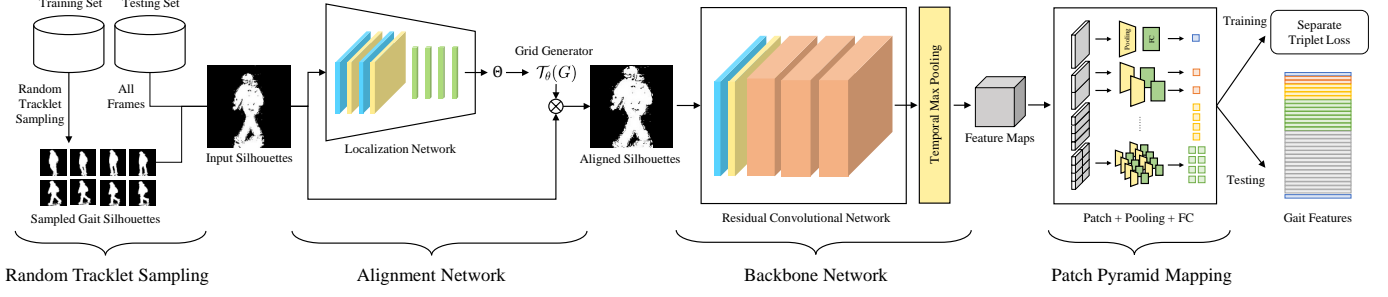 Training Set
Testing Set
Random
Tracklet
Sampling
All
Frames
Sampled Gait Silhouettes
Input Silhouettes
Localization Network
Θ
Grid Generator
𝒯θ(G)
Aligned Silhouettes
Residual Convolutional Network
Temporal Max Pooling
Feature Maps
Pooling
FC
Patch + Pooling + FC
Training
Testing
Separate
Triplet Loss
Gait Features
Random Tracklet Sampling
Alignment Network
Backbone Network
Patch Pyramid Mapping